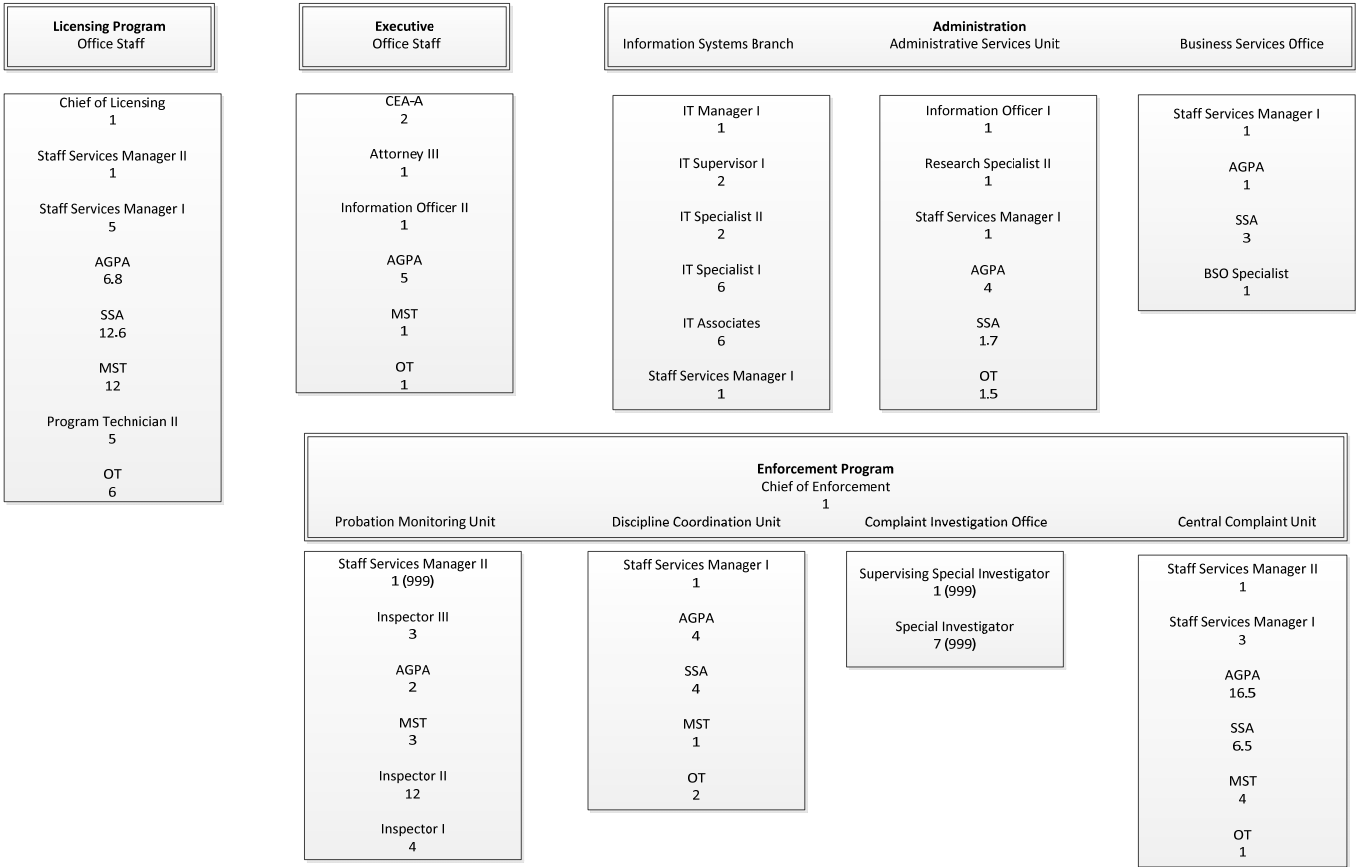 Licensing Program
Office Staff
Executive
Office Staff
Administration
Information Systems Branch
Administrative Services Unit
Business Services Office
Chief of Licensing
1
Staff Services Manager II
1
Staff Services Manager I
5
AGPA
6.8
SSA
12.6
MST
12
Program Technician II
5
OT
6
CEA-A
2
Attorney III
1
Information Officer II
1
AGPA
5
MST
1
OT
1
IT Manager I
1
IT Supervisor I
2
IT Specialist II
2
IT Specialist I
6
IT Associates
6
Staff Services Manager I
1
Information Officer I
1
Research Specialist II
1
Staff Services Manager I
1
AGPA
4
SSA
1.7
OT
1.5
Staff Services Manager I
1
AGPA
1
SSA
3
BSO Specialist
1
Enforcement Program
Chief of Enforcement
1
Probation Monitoring Unit
Discipline Coordination Unit
Complaint Investigation Office
Central Complaint Unit
Staff Services Manager II
1 (999)
Inspector III
3
AGPA
2
MST
3
Inspector II
12
Inspector I
4
Staff Services Manager I
1
AGPA
4
SSA
4
MST
1
OT
2
Supervising Special Investigator
1 (999)
Special Investigator
7 (999)
Staff Services Manager II
1
Staff Services Manager I
3
AGPA
16.5
SSA
6.5
MST
4
OT
1